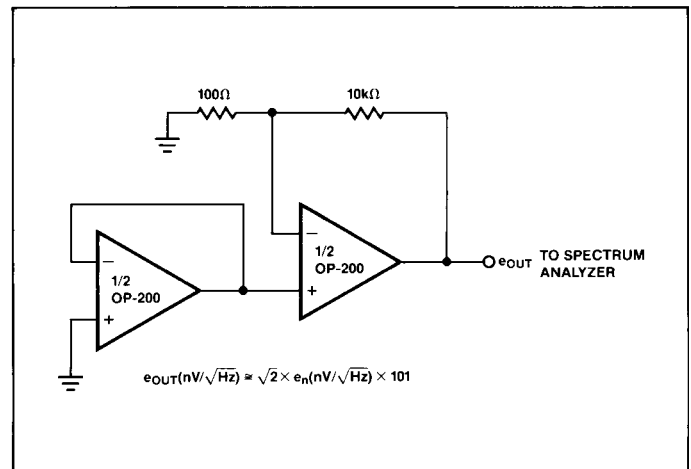 100Ω
10kΩ
−
1/2
OP-200
+
−
1/2
OP-200
+
eOUT TO SPECTRUM
ANALYZER
eOUT(nV/√Hz) ≅ √2 × en(nV/√Hz) × 101